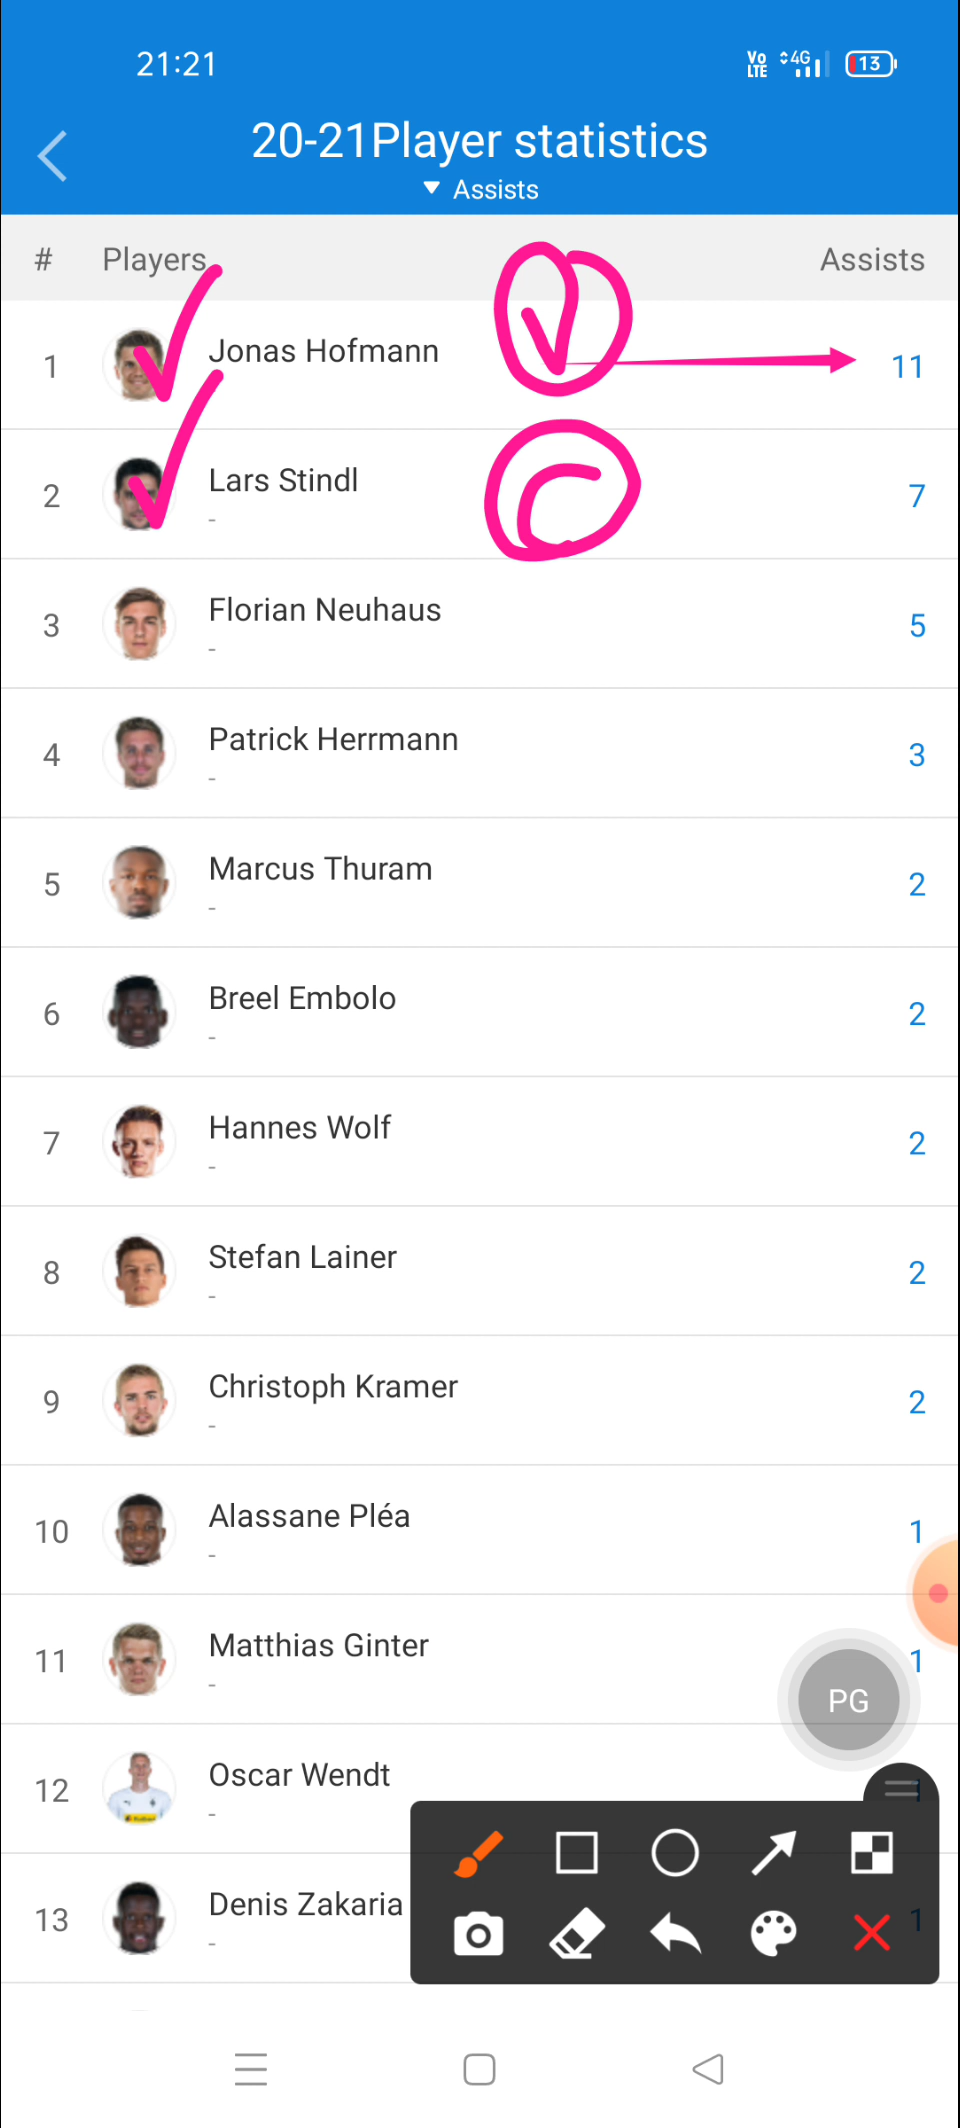 21:21
Vo LTE 4G 13
20-21Player statistics
Assists
# Players Assists
1 Jonas Hofmann 11
2 Lars Stindl 7
-
3 Florian Neuhaus 5
-
4 Patrick Herrmann 3
-
5 Marcus Thuram 2
-
6 Breel Embolo 2
-
7 Hannes Wolf 2
-
8 Stefan Lainer 2
-
9 Christoph Kramer 2
-
10 Alassane Pléa 1
-
11 Matthias Ginter 1
-
PG
12 Oscar Wendt
-
13 Denis Zakaria 1
-